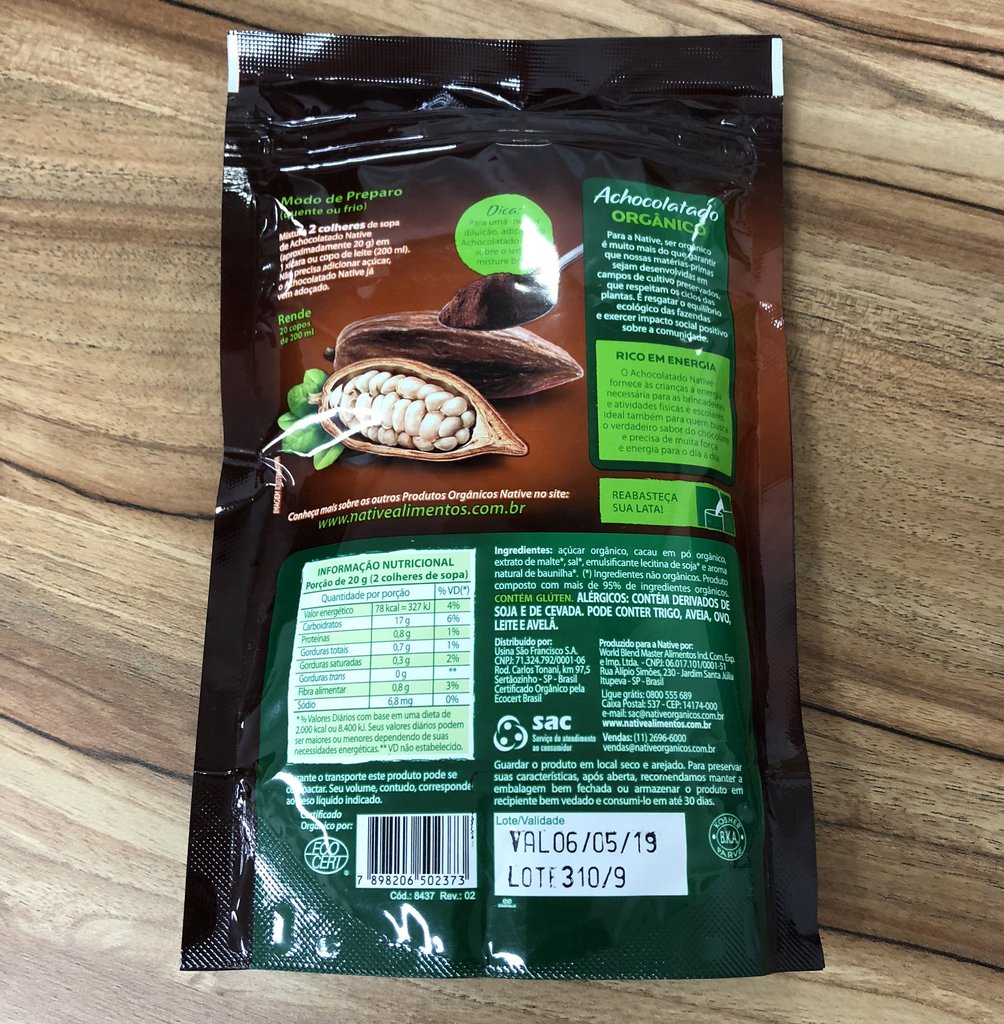 Modo de Preparo
(quente ou frio)
2 colheres de sopa
de Achocolatado Native
(aproximadamente 20 g) em
1 xícara ou copo de leite (200 ml).
Não precisa adicionar açúcar,
o Achocolatado Native já
vem adoçado.
Rende
20 copos
de 200 ml
Dica!
Para uma
diluição,
Achocolatado
sobre o
misture
Achocolatado
ORGÂNICO
Para a Native, ser orgânico
é muito mais do que garantir
que nossas matérias-primas
sejam desenvolvidas em
campos de cultivo preservados,
que respeitam os ciclos das
plantas. É resgatar o equilíbrio
ecológico das fazendas
e exercer impacto social positivo
sobre a comunidade.
RICO EM ENERGIA
O Achocolatado Native
fornece às crianças a energia
necessária para as brincadeiras
e atividades físicas e escolares.
Ideal também para quem busca
o verdadeiro sabor do chocolate
e precisa de muita força
e energia para o dia a dia.
REABASTEÇA
SUA LATA!
IMAGEM
Conheça mais sobre os outros Produtos Orgânicos Native no site:
www.nativealimentos.com.br
INFORMAÇÃO NUTRICIONAL
Porção de 20 g (2 colheres de sopa)
Quantidade por porção % VD(*)
Valor energético 78 kcal = 327 kJ 4%
Carboidratos 17 g 6%
Proteínas 0,8 g 1%
Gorduras totais 0,7 g 1%
Gorduras saturadas 0,3 g 2%
Gorduras trans 0 g **
Fibra alimentar 0,8 g 3%
Sódio 6,8 mg 0%
* % Valores Diários com base em uma dieta de
2.000 kcal ou 8.400 kJ. Seus valores diários podem
ser maiores ou menores dependendo de suas
necessidades energéticas. ** VD não estabelecido.
Ingredientes: açúcar orgânico, cacau em pó orgânico,
extrato de malte*, sal*, emulsificante lecitina de soja* e aroma
natural de baunilha*. (*) Ingredientes não orgânicos. Produto
composto com mais de 95% de ingredientes orgânicos.
CONTÉM GLÚTEN. ALÉRGICOS: CONTÉM DERIVADOS DE
SOJA E DE CEVADA. PODE CONTER TRIGO, AVEIA, OVO,
LEITE E AVELÃ.
Distribuído por:
Usina São Francisco S.A.
CNPJ: 71.324.792/0001-06
Rod. Carlos Tonani, km 97,5
Sertãozinho - SP - Brasil
Certificado Orgânico pela
Ecocert Brasil
Produzido para a Native por:
World Blend Master Alimentos Ind. Com. Exp.
e Imp. Ltda. - CNPJ: 06.017.101/0001-51
Rua Alípio Simões, 230 - Jardim Santa Júlia
Itupeva - SP - Brasil
Ligue grátis: 0800 555 689
Caixa Postal: 537 - CEP: 14174-000
e-mail: sac@nativeorganicos.com.br
www.nativealimentos.com.br
Vendas: (11) 2696-6000
vendas@nativeorganicos.com.br
sac
Serviço de atendimento
ao consumidor
Guardar o produto em local seco e arejado. Para preservar
suas características, após aberta, recomendamos manter a
embalagem bem fechada ou armazenar o produto em
recipiente bem vedado e consumi-lo em até 30 dias.
o transporte este produto pode se
Seu volume, contudo, corresponde
líquido indicado.
Certificado
Orgânico por:
ECO
CERT
7 898206 502373
Cód.: 8437 Rev.: 02
Lote/Validade
VAL06/05/19
LOTE310/9
KOSHER
B.K.A.
PARVE